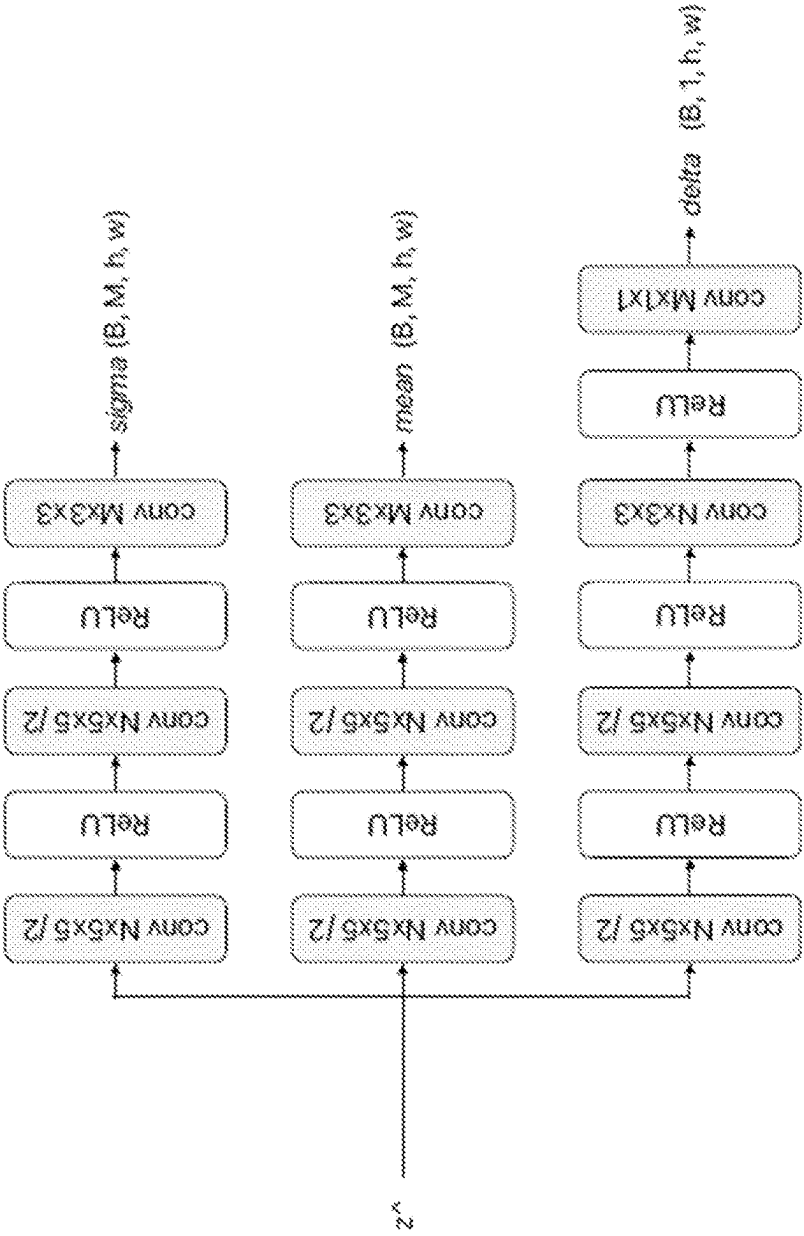 sigma (B, M, h, w)
conv Mx3x3
ReLU
conv Nx5x5 /2
ReLU
conv Nx5x5 /2
mean (B, M, h, w)
conv Mx3x3
ReLU
conv Nx5x5 /2
ReLU
conv Nx5x5 /2
delta (B, 1, h, w)
conv Mx1x1
ReLU
conv Nx3x3
ReLU
conv Nx5x5 /2
ReLU
conv Nx5x5 /2
z^